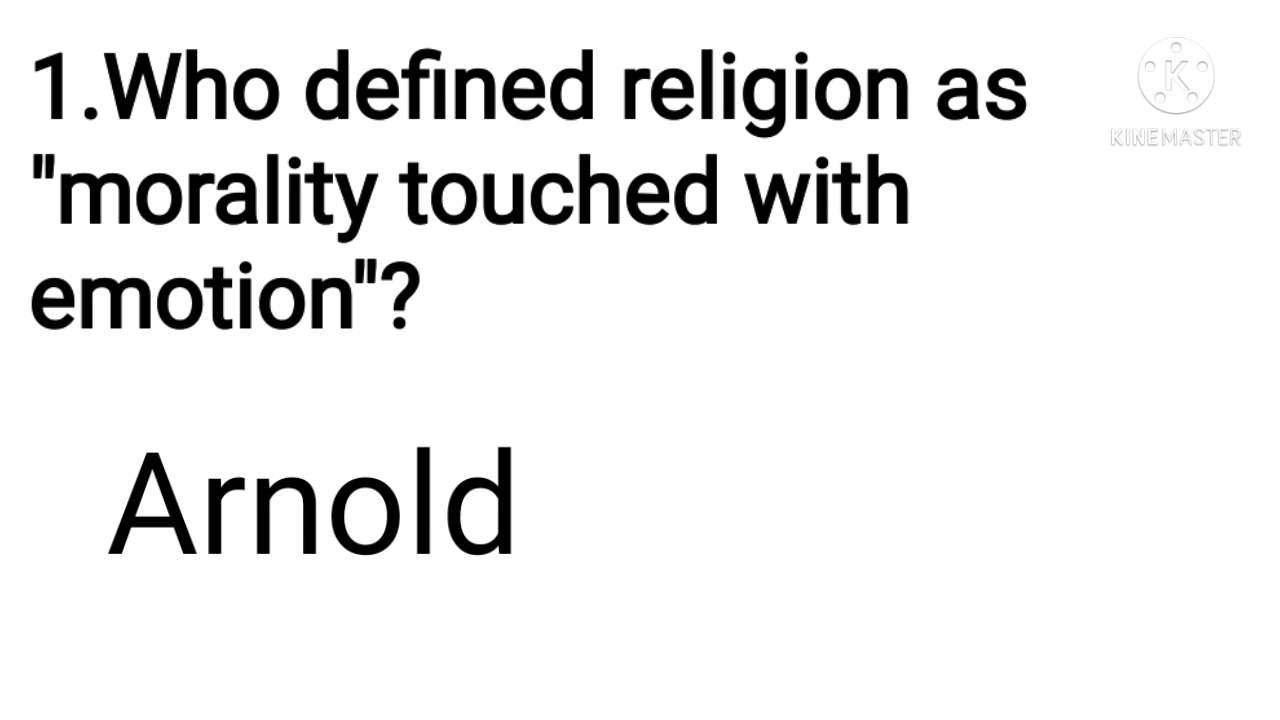 1.Who defined religion as
"morality touched with
emotion"?
Arnold
K
KINEMASTER